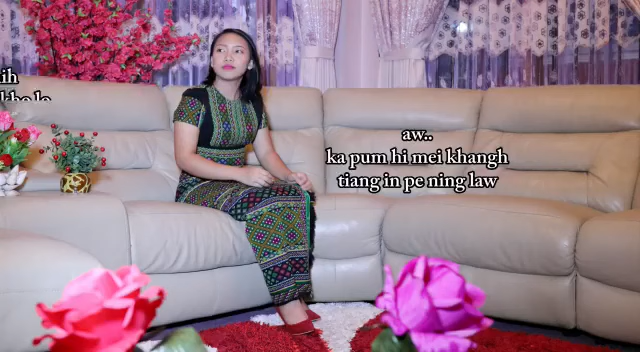 aw..
ka pum hi mei khangh
tiang in pe ning law